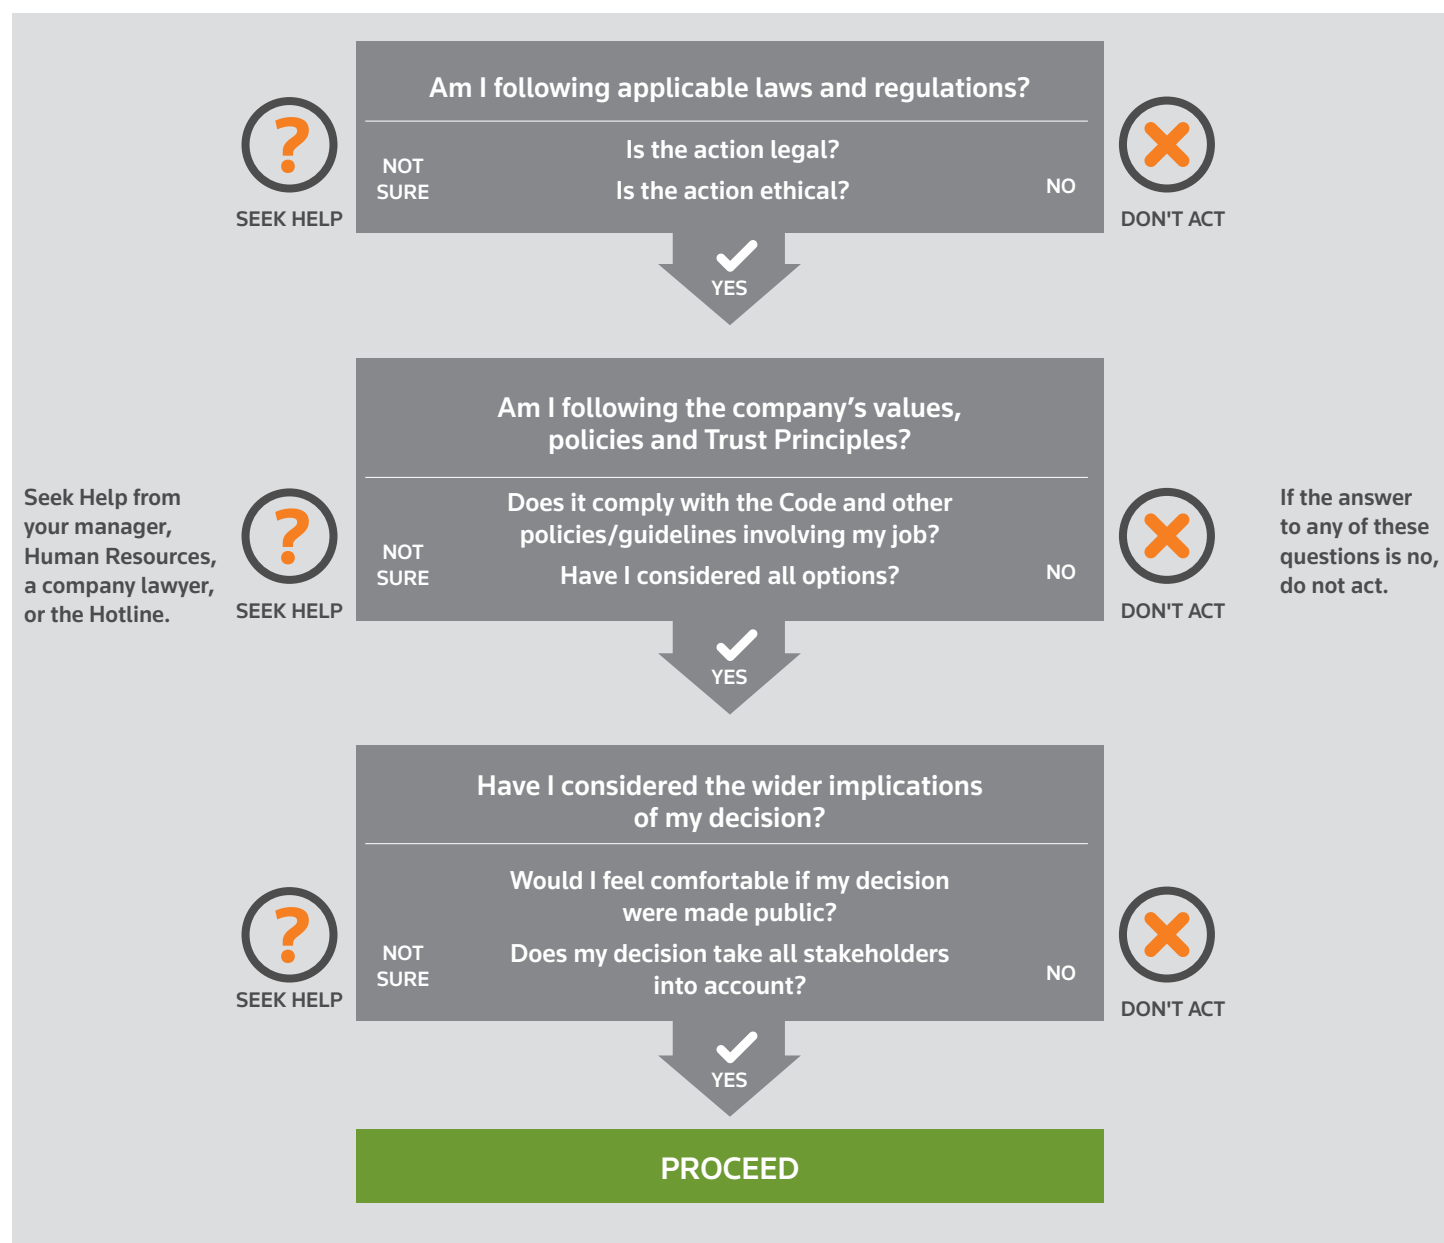 Am I following applicable laws and regulations?
Is the action legal?
Is the action ethical?
NOT
SURE
NO
?
SEEK HELP
DON'T ACT
YES
Am I following the company’s values,
policies and Trust Principles?
Does it comply with the Code and other
policies/guidelines involving my job?
Have I considered all options?
NOT
SURE
NO
Seek Help from
your manager,
Human Resources,
a company lawyer,
or the Hotline.
?
SEEK HELP
DON'T ACT
If the answer
to any of these
questions is no,
do not act.
YES
Have I considered the wider implications
of my decision?
Would I feel comfortable if my decision
were made public?
Does my decision take all stakeholders
into account?
NOT
SURE
NO
?
SEEK HELP
DON'T ACT
YES
PROCEED